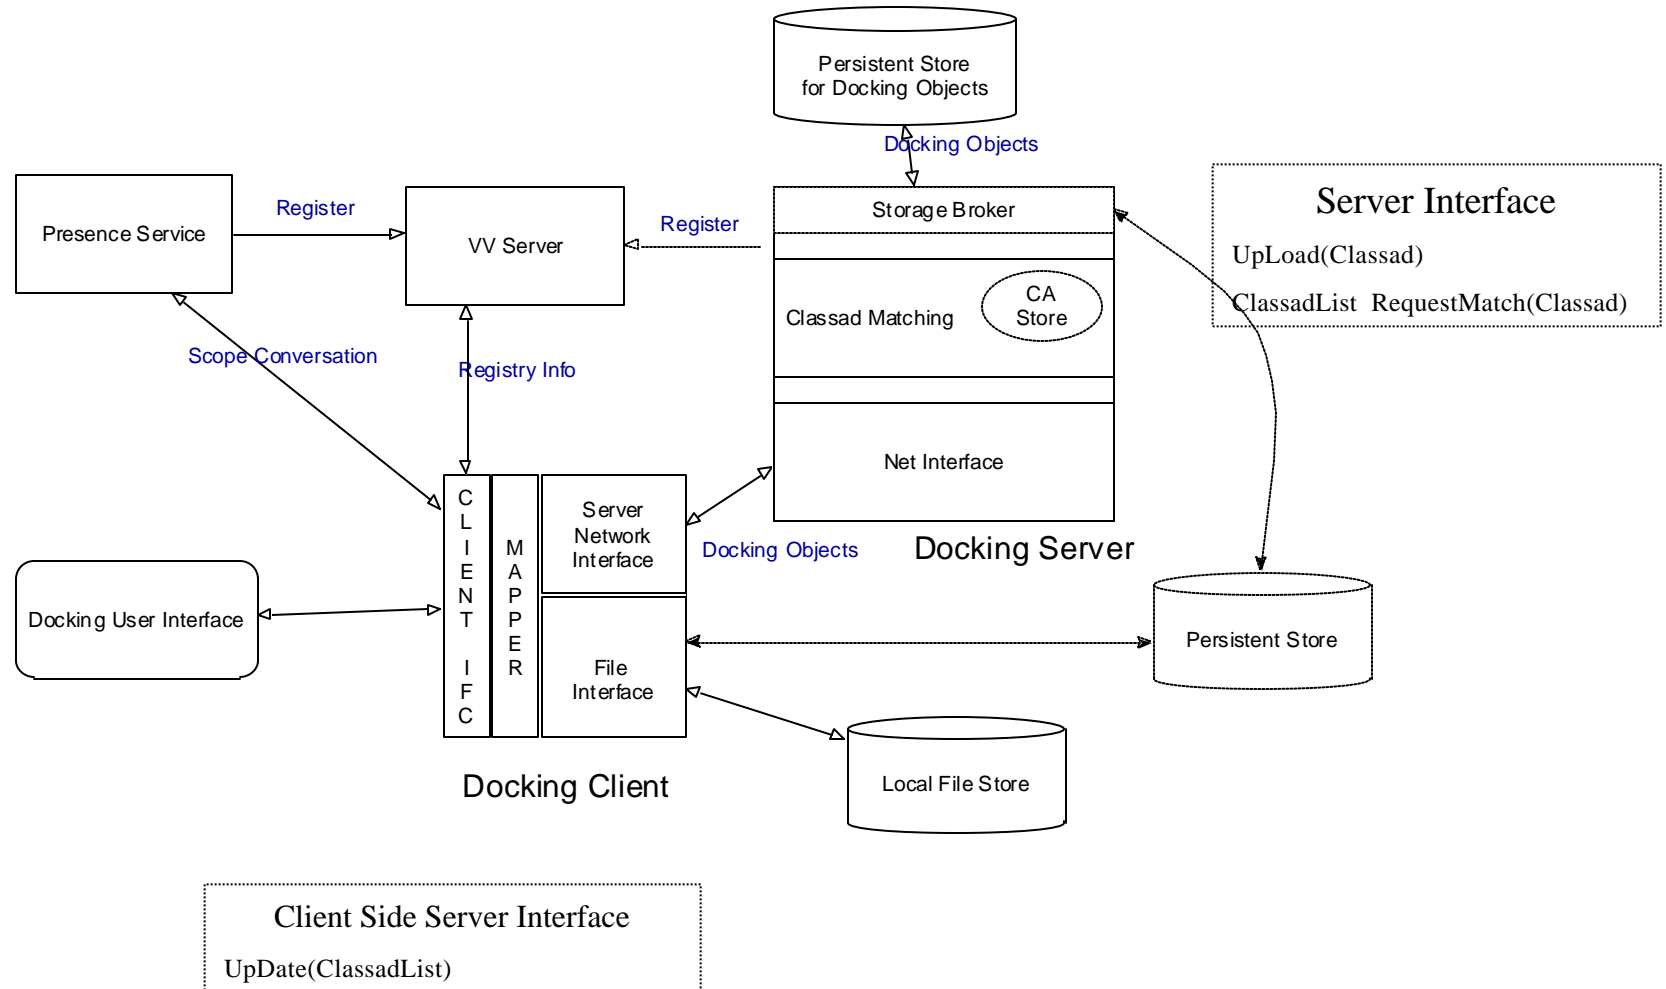 Persistent Store
for Docking Objects
Docking Objects
Presence Service
Register
VV Server
Register
Storage Broker
Classad Matching
CA
Store
Net Interface
Docking Server
Server Interface
UpLoad(Classad)
ClassadList RequestMatch(Classad)
Scope Conversation
Registry Info
CLIENT IFC
MAPPER
Server
Network
Interface
Docking Objects
File
Interface
Docking User Interface
Persistent Store
Local File Store
Docking Client
Client Side Server Interface
UpDate(ClassadList)